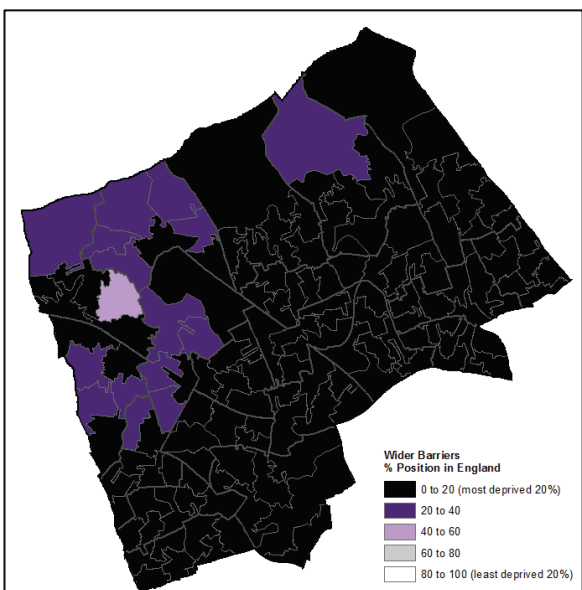 Wider Barriers
% Position in England
0 to 20 (most deprived 20%)
20 to 40
40 to 60
60 to 80
80 to 100 (least deprived 20%)